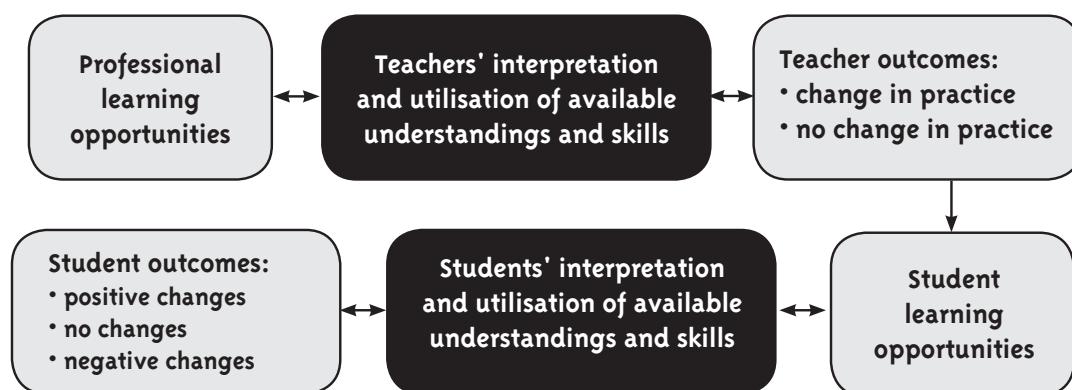 Professional
learning
opportunities
Teachers' interpretation
and utilisation of available
understandings and skills
Teacher outcomes:
• change in practice
• no change in practice
Student outcomes:
• positive changes
• no changes
• negative changes
Students' interpretation
and utilisation of available
understandings and skills
Student
learning
opportunities